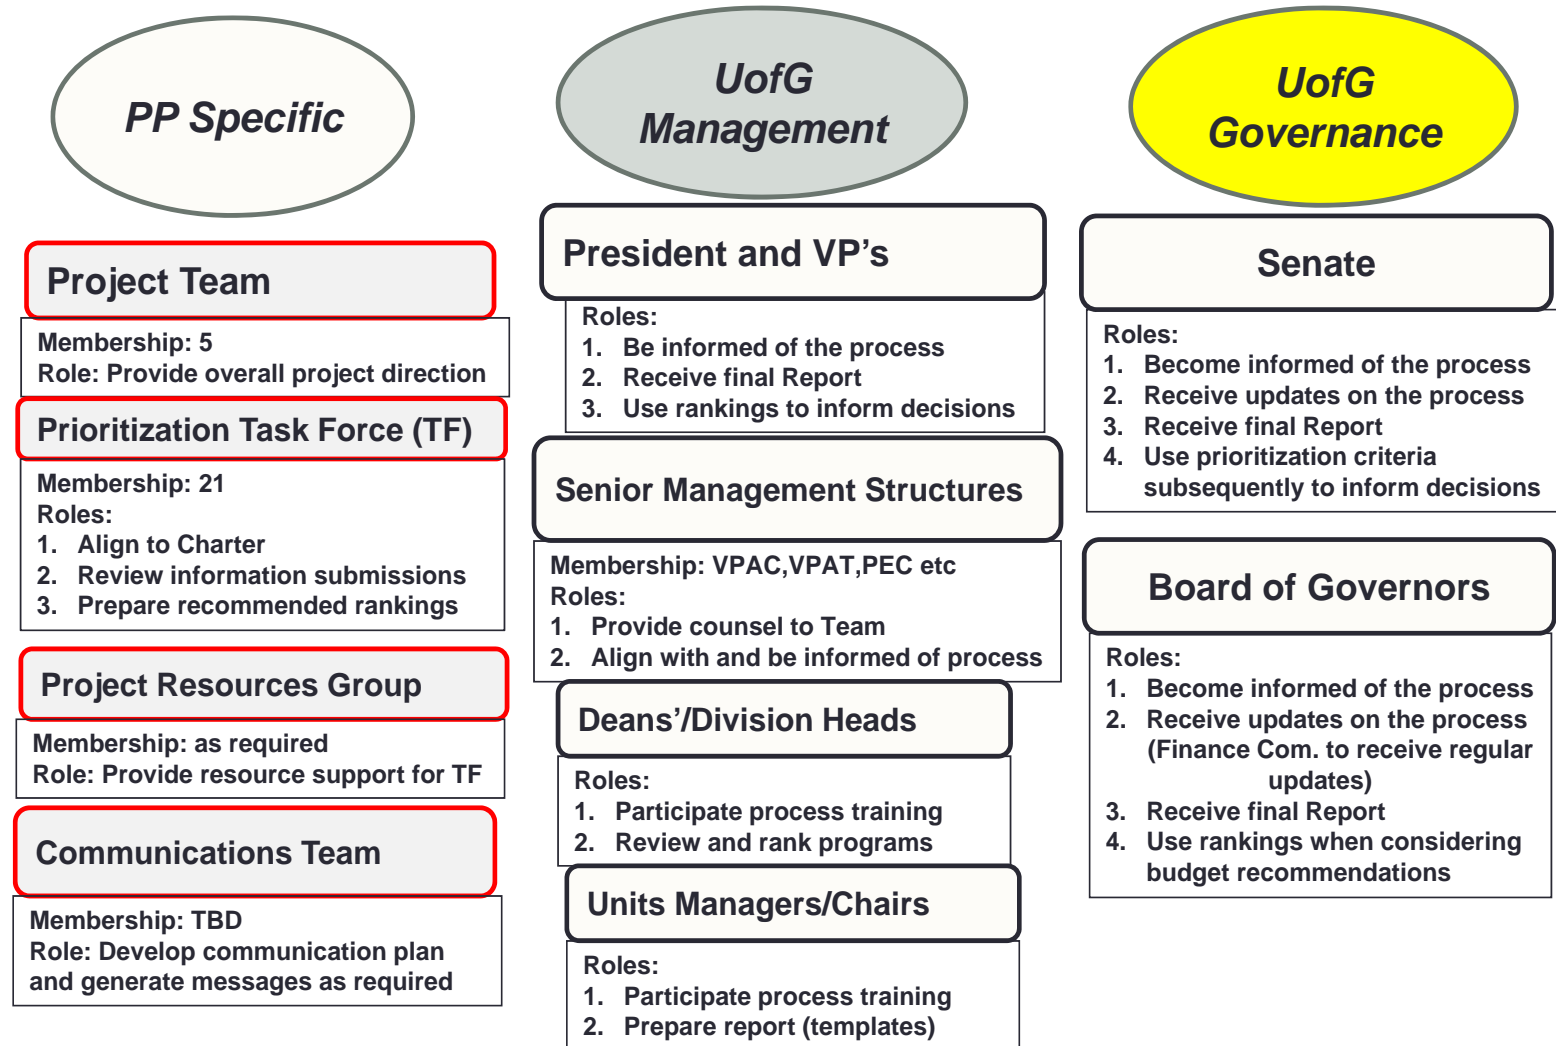 PP Specific
Project Team
Membership: 5
Role: Provide overall project direction
Prioritization Task Force (TF)
Membership: 21
Roles:
1. Align to Charter
2. Review information submissions
3. Prepare recommended rankings
Project Resources Group
Membership: as required
Role: Provide resource support for TF
Communications Team
Membership: TBD
Role: Develop communication plan
and generate messages as required
UofG
Management
President and VP's
Roles:
1. Be informed of the process
2. Receive final Report
3. Use rankings to inform decisions
Senior Management Structures
Membership: VPAC,VPAT,PEC etc
Roles:
1. Provide counsel to Team
2. Align with and be informed of process
Deans'/Division Heads
Roles:
1. Participate process training
2. Review and rank programs
Units Managers/Chairs
Roles:
1. Participate process training
2. Prepare report (templates)
UofG
Governance
Senate
Roles:
1. Become informed of the process
2. Receive updates on the process
3. Receive final Report
4. Use prioritization criteria
subsequently to inform decisions
Board of Governors
Roles:
1. Become informed of the process
2. Receive updates on the process
(Finance Com. to receive regular
updates)
3. Receive final Report
4. Use rankings when considering
budget recommendations